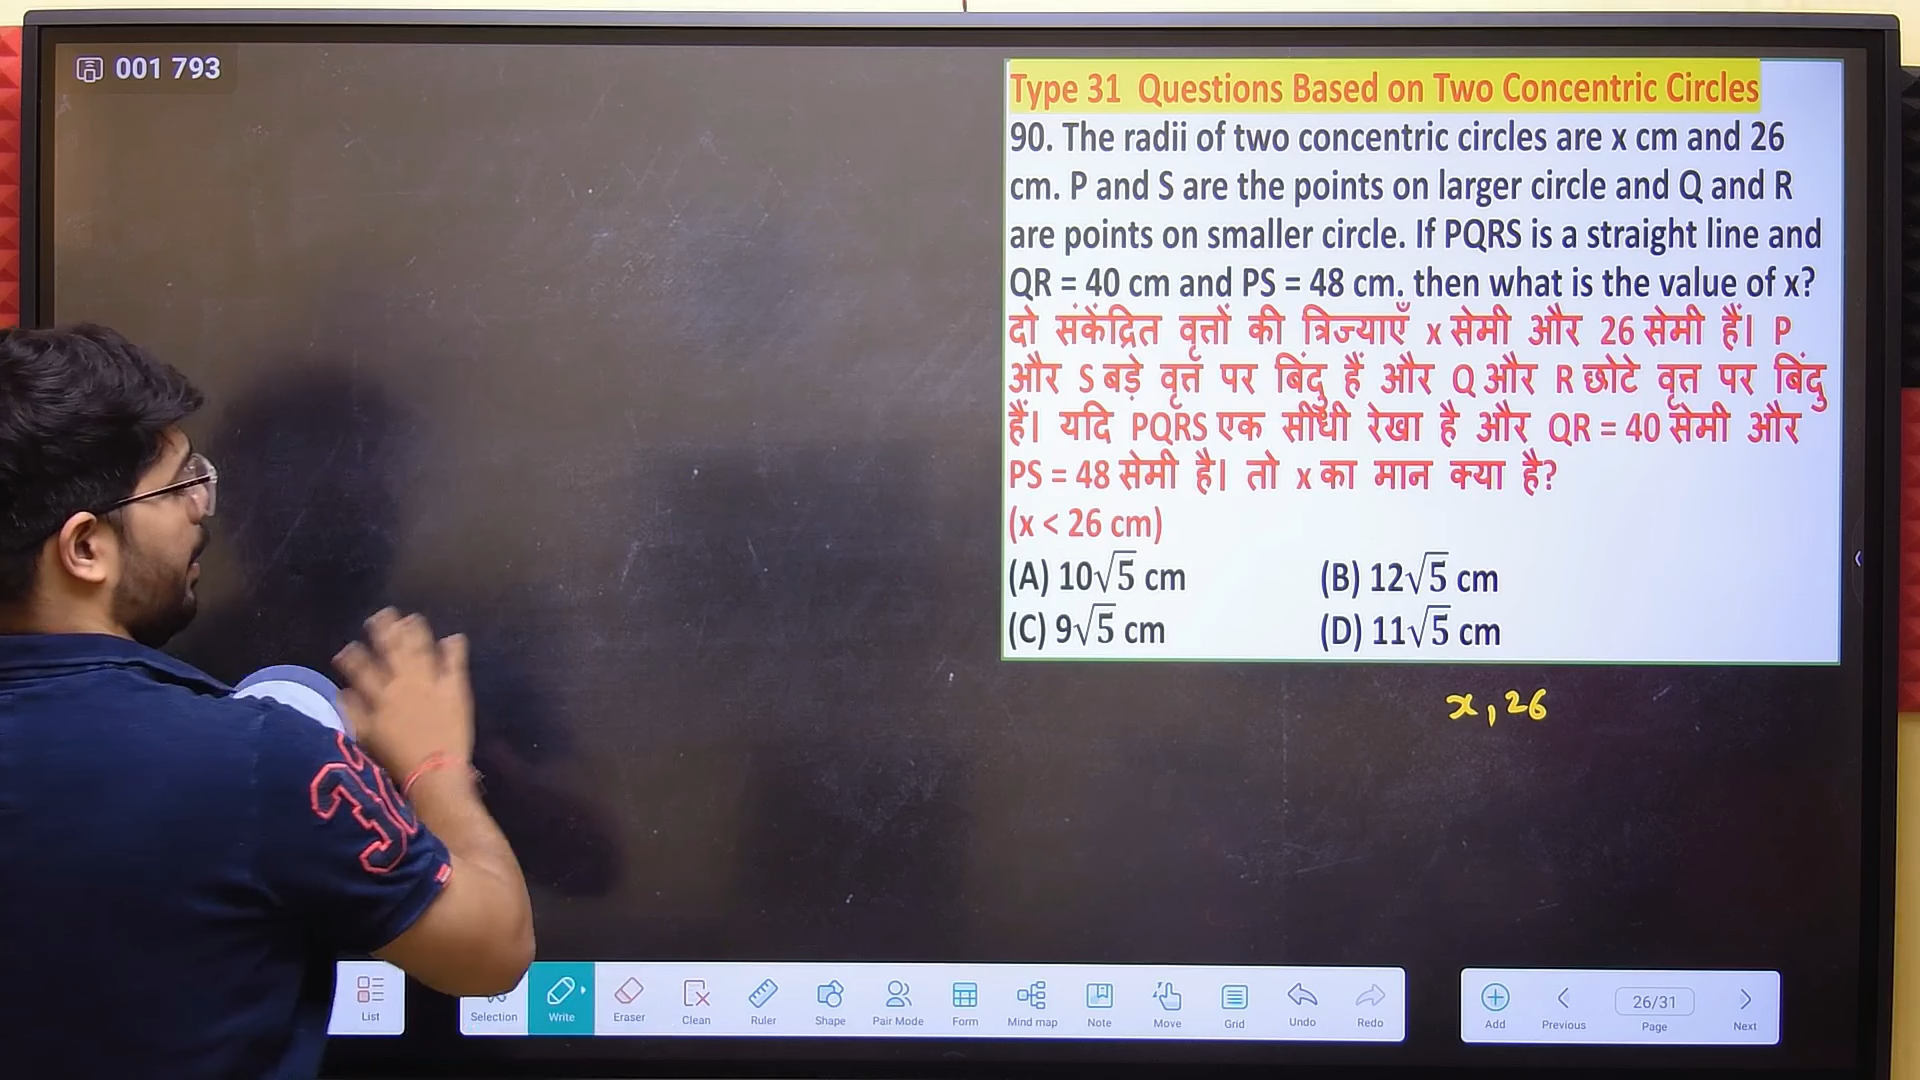 001 793
Type 31 Questions Based on Two Concentric Circles
90. The radii of two concentric circles are x cm and 26
cm. P and S are the points on larger circle and Q and R
are points on smaller circle. If PQRS is a straight line and
QR = 40 cm and PS = 48 cm. then what is the value of x?
दो संकेंद्रित वृत्तों की त्रिज्याएँ x सेमी और 26 सेमी हैं। P
और S बड़े वृत्त पर बिंदु हैं और Q और R छोटे वृत्त पर बिंदु
हैं। यदि PQRS एक सीधी रेखा है और QR = 40 सेमी और
PS = 48 सेमी है। तो x का मान क्या है?
(x < 26 cm)
(A) 10√5 cm (B) 12√5 cm
(C) 9√5 cm (D) 11√5 cm
x, 26
List Selection Write Eraser Clean Ruler Shape Pair Mode Form Mind map Note Move Grid Undo Redo Add Previous 26/31 Page Next